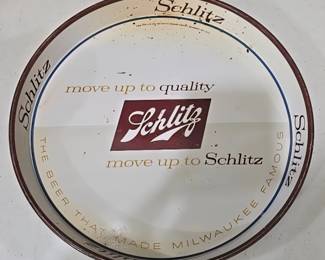 Schlitz
Schlitz
move up to quality
Schlitz
move up to Schlitz
Schlitz
THE BEER THAT MADE MILWAUKEE FAMOUS